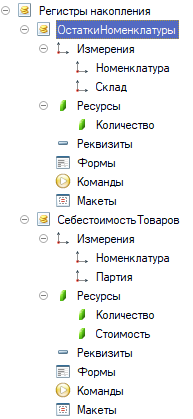 Регистры накопления
ОстаткиНоменклатуры
Измерения
Номенклатура
Склад
Ресурсы
Количество
Реквизиты
Формы
Команды
Макеты
СебестоимостьТоваров
Измерения
Номенклатура
Партия
Ресурсы
Количество
Стоимость
Реквизиты
Формы
Команды
Макеты